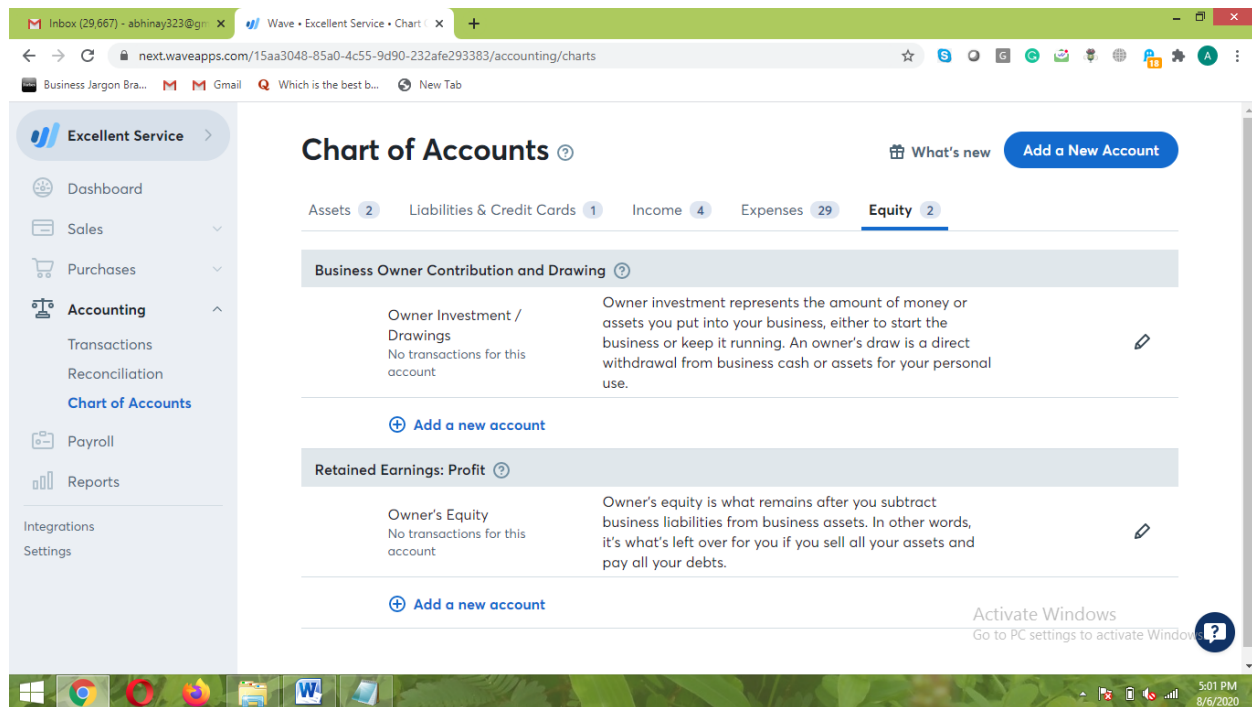 Inbox (29,667) - abhinay323@gm
Wave • Excellent Service • Chart
next.waveapps.com/15aa3048-85a0-4c55-9d90-232afe293383/accounting/charts
Business Jargon Bra... Gmail Which is the best b... New Tab
Excellent Service
Dashboard
Sales
Purchases
Accounting
Transactions
Reconciliation
Chart of Accounts
Payroll
Reports
Integrations
Settings
Chart of Accounts
What's new
Add a New Account
Assets 2 Liabilities & Credit Cards 1 Income 4 Expenses 29 Equity 2
Business Owner Contribution and Drawing
Owner Investment /
Drawings
No transactions for this
account
Owner investment represents the amount of money or
assets you put into your business, either to start the
business or keep it running. An owner's draw is a direct
withdrawal from business cash or assets for your personal
use.
Add a new account
Retained Earnings: Profit
Owner's Equity
No transactions for this
account
Owner's equity is what remains after you subtract
business liabilities from business assets. In other words,
it's what's left over for you if you sell all your assets and
pay all your debts.
Add a new account
Activate Windows
Go to PC settings to activate Windows
5:01 PM
8/6/2020